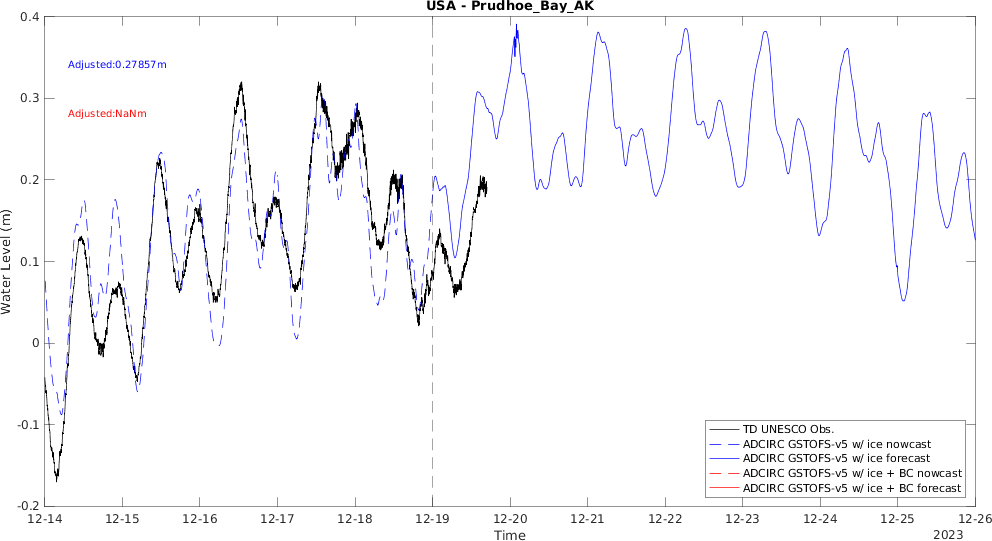 USA - Prudhoe_Bay_AK
Adjusted:0.27857m
Adjusted:NaNm
Water Level (m)
0.4
0.3
0.2
0.1
0
-0.1
-0.2
TD UNESCO Obs.
ADCIRC GSTOFS-v5 w/ ice nowcast
ADCIRC GSTOFS-v5 w/ ice forecast
ADCIRC GSTOFS-v5 w/ ice + BC nowcast
ADCIRC GSTOFS-v5 w/ ice + BC forecast
12-14 12-15 12-16 12-17 12-18 12-19 12-20 12-21 12-22 12-23 12-24 12-25 12-26
Time
2023